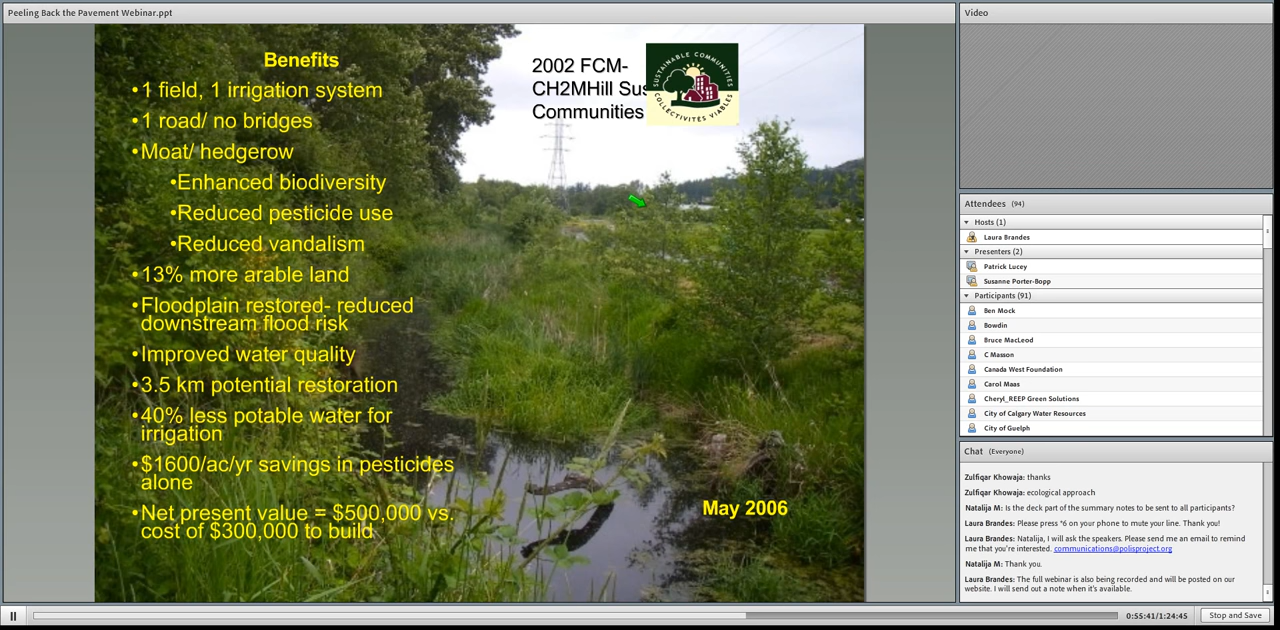 Peeling Back the Pavement Webinar.ppt
Benefits
•1 field, 1 irrigation system
•1 road/ no bridges
•Moat/ hedgerow
•Enhanced biodiversity
•Reduced pesticide use
•Reduced vandalism
•13% more arable land
•Floodplain restored- reduced
downstream flood risk
•Improved water quality
•3.5 km potential restoration
•40% less potable water for
irrigation
•$1600/ac/yr savings in pesticides
alone
•Net present value = $500,000 vs.
cost of $300,000 to build
2002 FCM-
CH2MHill Sus
Communities
SUSTAINABLE COMMUNITIES
COLLECTIVITÉS VIABLES
May 2006
Video
Attendees (94)
Hosts (1)
Laura Brandes
Presenters (2)
Patrick Lucey
Susanne Porter-Bopp
Participants (91)
Ben Mock
Bowdin
Bruce MacLeod
C Masson
Canada West Foundation
Carol Maas
Cheryl_REEP Green Solutions
City of Calgary Water Resources
City of Guelph
Chat (Everyone)
Zulfiqar Khowaja: thanks
Zulfiqar Khowaja: ecological approach
Natalija M: Is the deck part of the summary notes to be sent to all participants?
Laura Brandes: Please press *6 on your phone to mute your line. Thank you!
Laura Brandes: Natalija, I will ask the speakers. Please send me an email to remind
me that you're interested. communications@polisproject.org
Natalija M: Thank you.
Laura Brandes: The full webinar is also being recorded and will be posted on our
website. I will send out a note when it's available.
0:55:41/1:24:45
Stop and Save